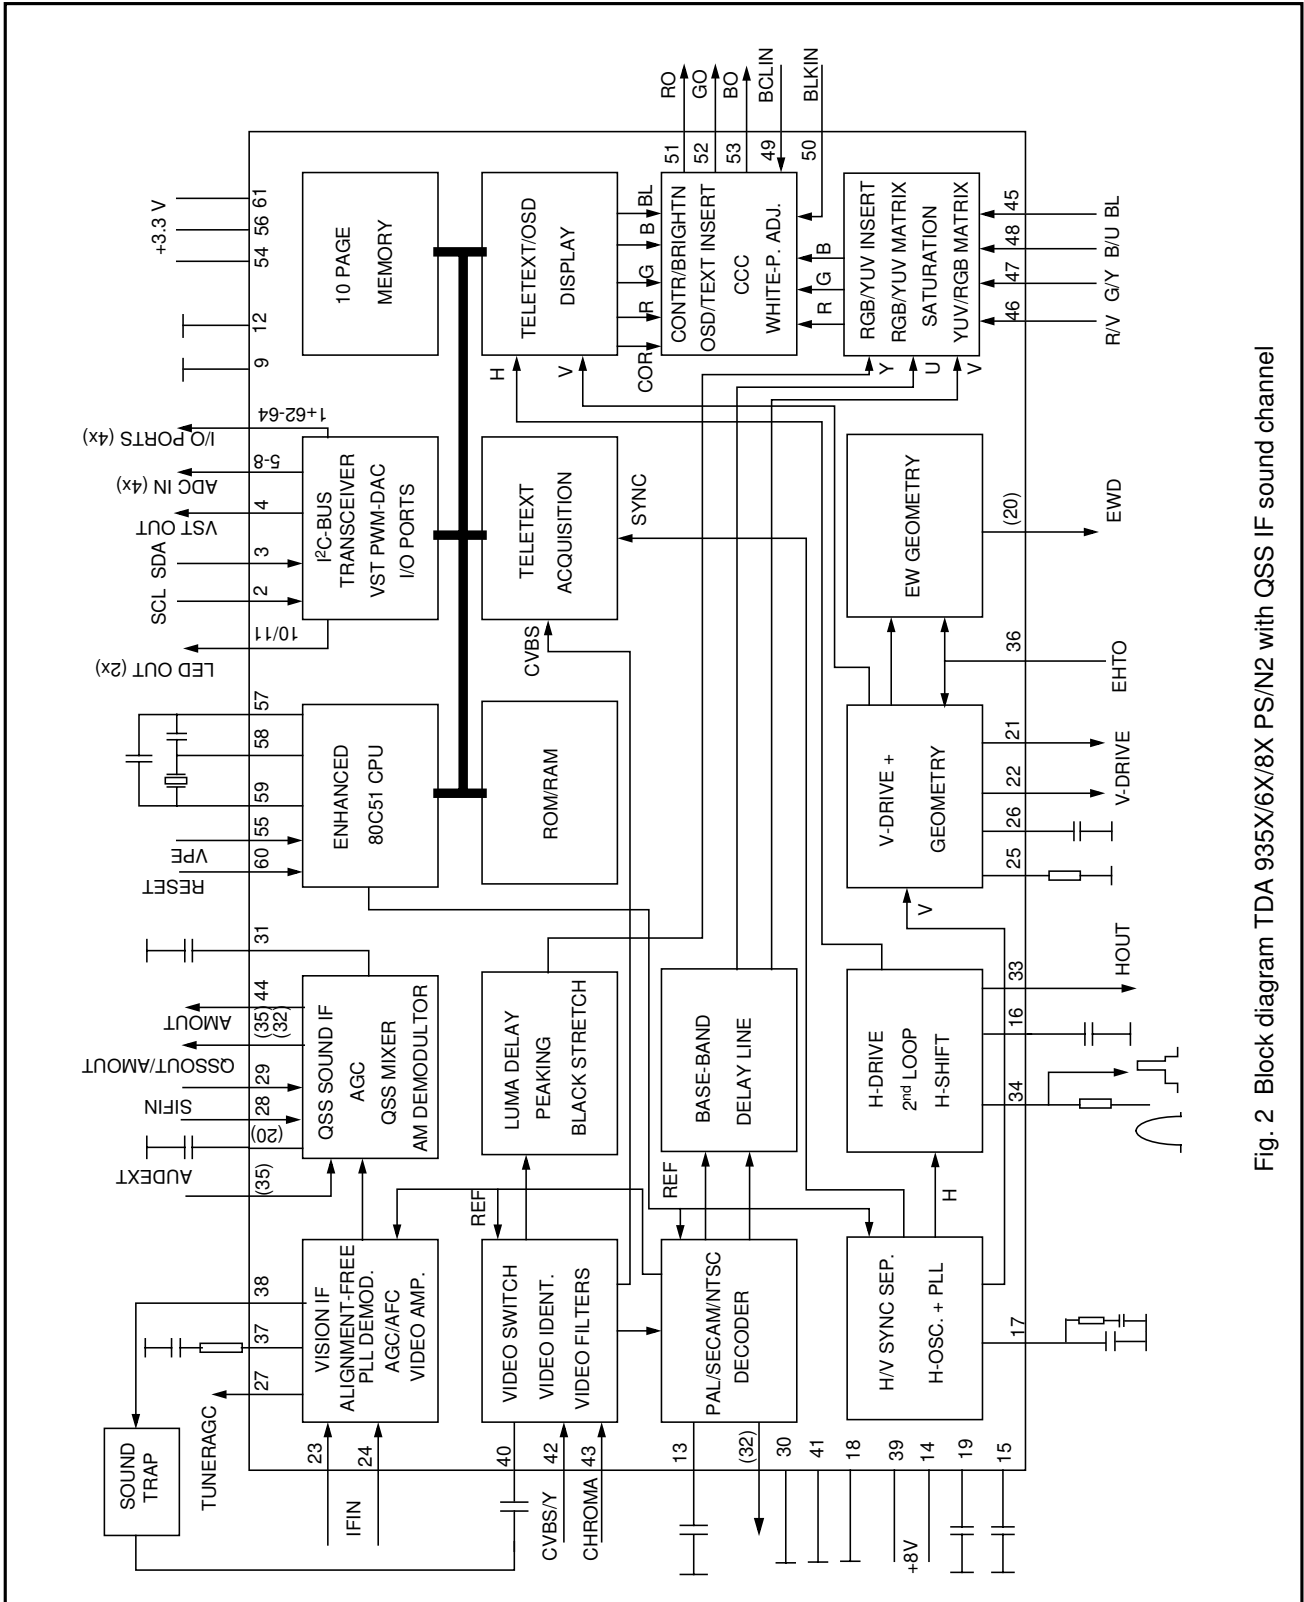 +3.3 V
54
56
61
12
9
1+62-64
I/O PORTS (4x)
5-8
ADC IN (4x)
4
VST OUT
3
SCL SDA
2
10/11
LED OUT (2x)
57
58
59
55
VPE
60
RESET
31
44
AMOUT
(35)
(32)
QSSOUT/AMOUT
29
28
SIFIN
(20)
AUDEXT
(35)
38
37
27
TUNERAGC
SOUND
TRAP
10 PAGE
MEMORY
I²C-BUS
TRANSCEIVER
VST PWM-DAC
I/O PORTS
ENHANCED
80C51 CPU
QSS SOUND IF
AGC
QSS MIXER
AM DEMODULTOR
VISION IF
ALIGNMENT-FREE
PLL DEMOD.
AGC/AFC
VIDEO AMP.
23
24
IFIN
TELETEXT/OSD
DISPLAY
H
V
TELETEXT
ACQUISITION
SYNC
CVBS
ROM/RAM
LUMA DELAY
PEAKING
BLACK STRETCH
REF
VIDEO SWITCH
VIDEO IDENT.
VIDEO FILTERS
40
42
43
CVBS/Y
CHROMA
COR
R
G
B
BL
CONTR/BRIGHTN
OSD/TEXT INSERT
CCC
WHITE-P. ADJ.
51
52
53
49
50
RO
GO
BO
BCLIN
BLKIN
R
G
B
BASE-BAND
DELAY LINE
REF
PAL/SECAM/NTSC
DECODER
13
(32)
30
41
18
39
14
19
15
+8V
RGB/YUV INSERT
RGB/YUV MATRIX
SATURATION
YUV/RGB MATRIX
Y
U
V
46
47
48
45
R/V
G/Y
B/U
BL
EW GEOMETRY
(20)
EWD
36
EHTO
V-DRIVE +
GEOMETRY
V
21
22
26
25
V-DRIVE
H-DRIVE
2nd LOOP
H-SHIFT
33
16
34
HOUT
H
H/V SYNC SEP.
H-OSC. + PLL
17
Fig. 2 Block diagram TDA 935X/6X/8X PS/N2 with QSS IF sound channel